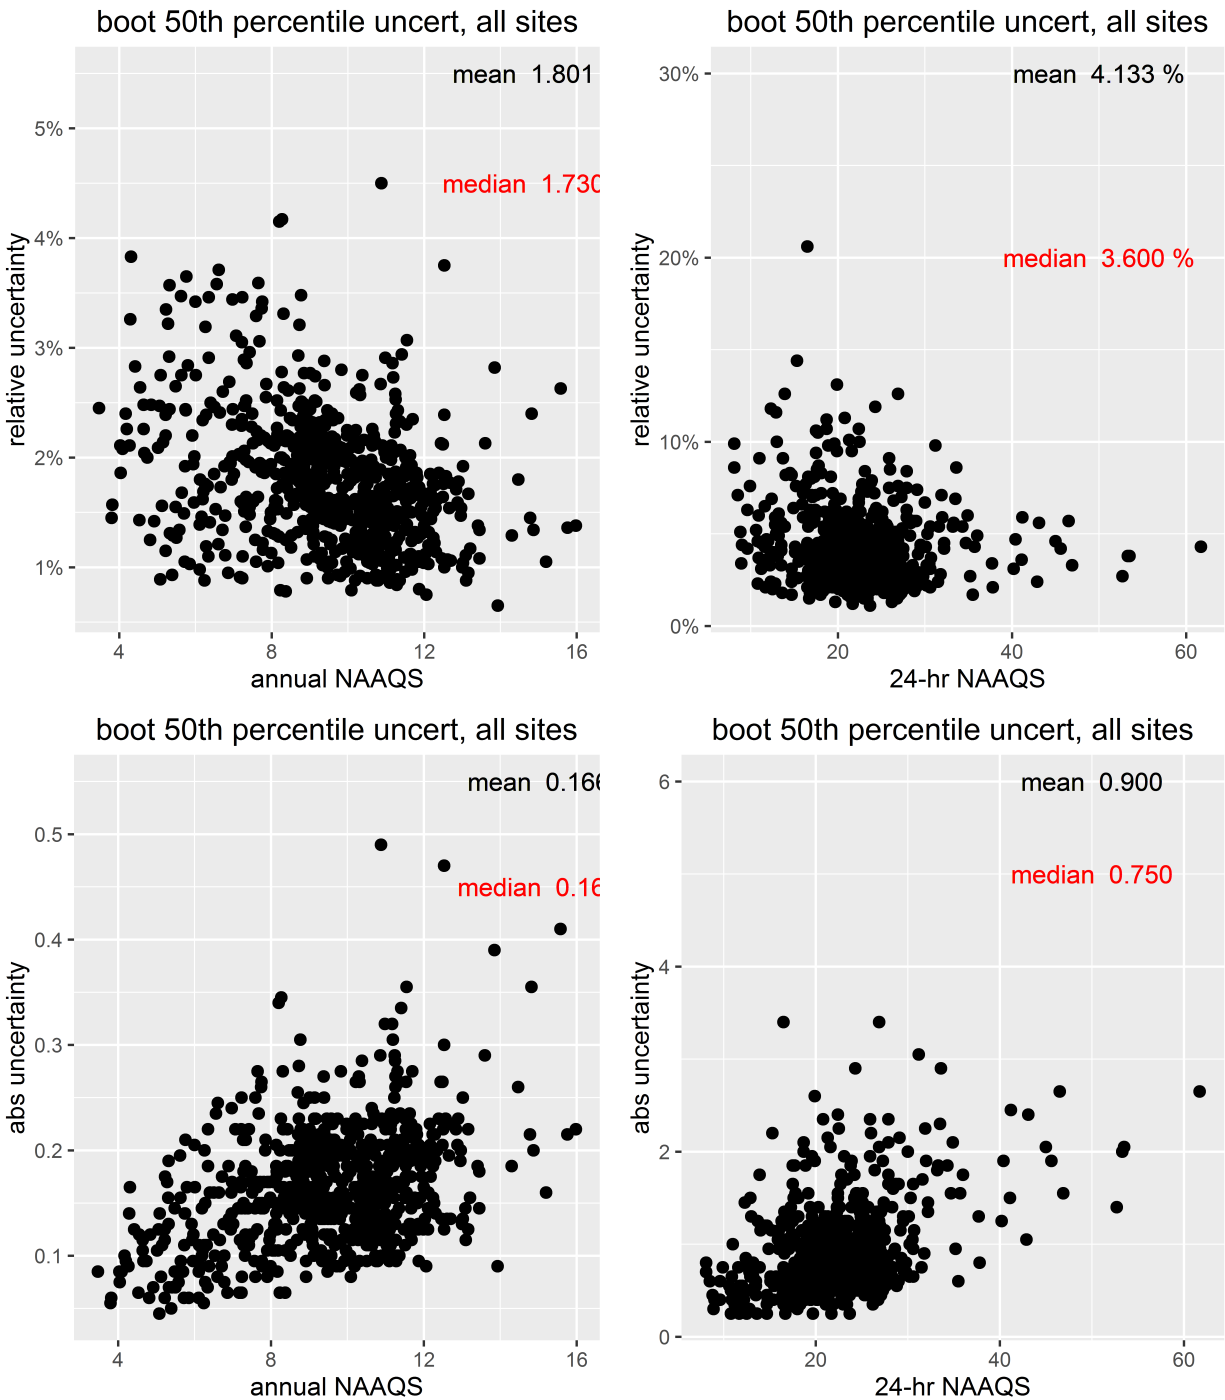 boot 50th percentile uncert, all sites
mean 1.801
5%
median 1.730
4%
3%
2%
1%
relative uncertainty
4 8 12 16
annual NAAQS
boot 50th percentile uncert, all sites
30%
mean 4.133 %
20%
median 3.600 %
10%
0%
relative uncertainty
20 40 60
24-hr NAAQS
boot 50th percentile uncert, all sites
mean 0.166
0.5
median 0.16
0.4
0.3
0.2
0.1
abs uncertainty
4 8 12 16
annual NAAQS
boot 50th percentile uncert, all sites
6
mean 0.900
median 0.750
4
2
0
abs uncertainty
20 40 60
24-hr NAAQS